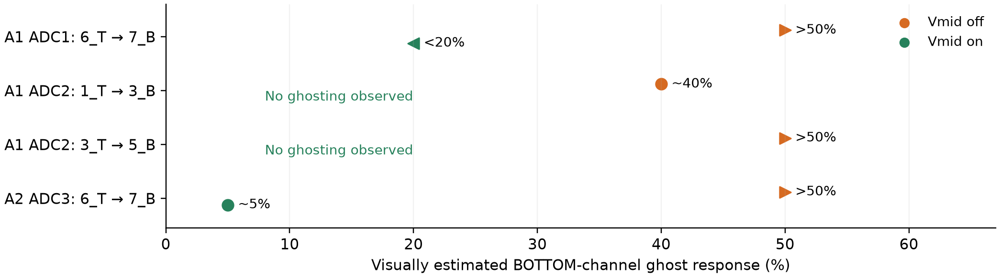 A1 ADC1: 6_T → 7_B
<20%
>50%
Vmid off
Vmid on
A1 ADC2: 1_T → 3_B
No ghosting observed
~40%
A1 ADC2: 3_T → 5_B
No ghosting observed
>50%
A2 ADC3: 6_T → 7_B
~5%
>50%
0 10 20 30 40 50 60
Visually estimated BOTTOM-channel ghost response (%)